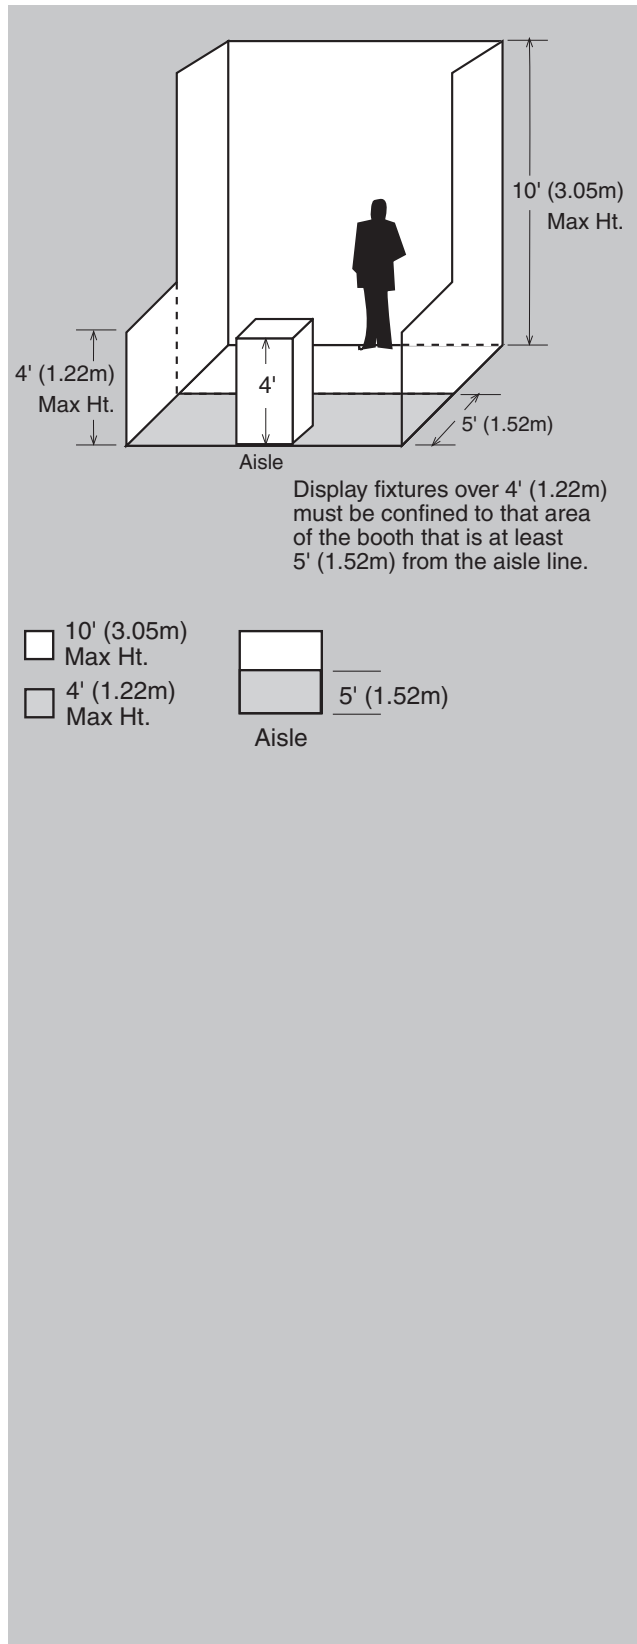 10' (3.05m)
Max Ht.
4' (1.22m)
Max Ht.
4'
5' (1.52m)
Aisle
Display fixtures over 4' (1.22m)
must be confined to that area
of the booth that is at least
5' (1.52m) from the aisle line.
10' (3.05m)
Max Ht.
4' (1.22m)
Max Ht.
5' (1.52m)
Aisle